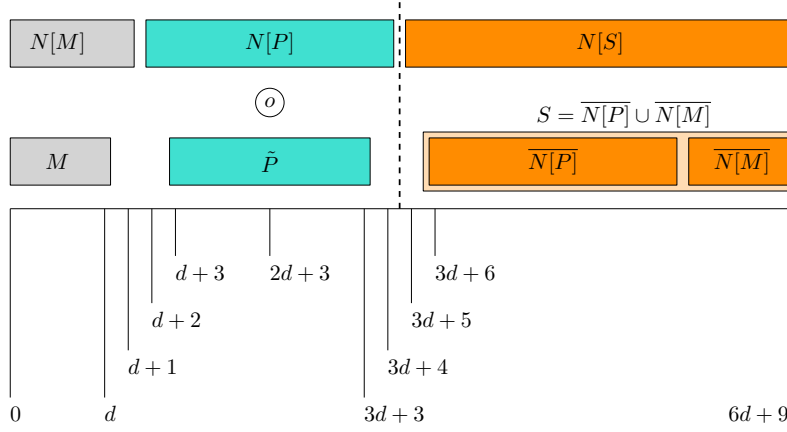 N[M] N[P] N[S]
o
S = \overline{N[P]} ∪ \overline{N[M]}
M P̃ \overline{N[P]} \overline{N[M]}
d + 3 2d + 3 3d + 6
d + 2 3d + 5
d + 1 3d + 4
0 d 3d + 3 6d + 9